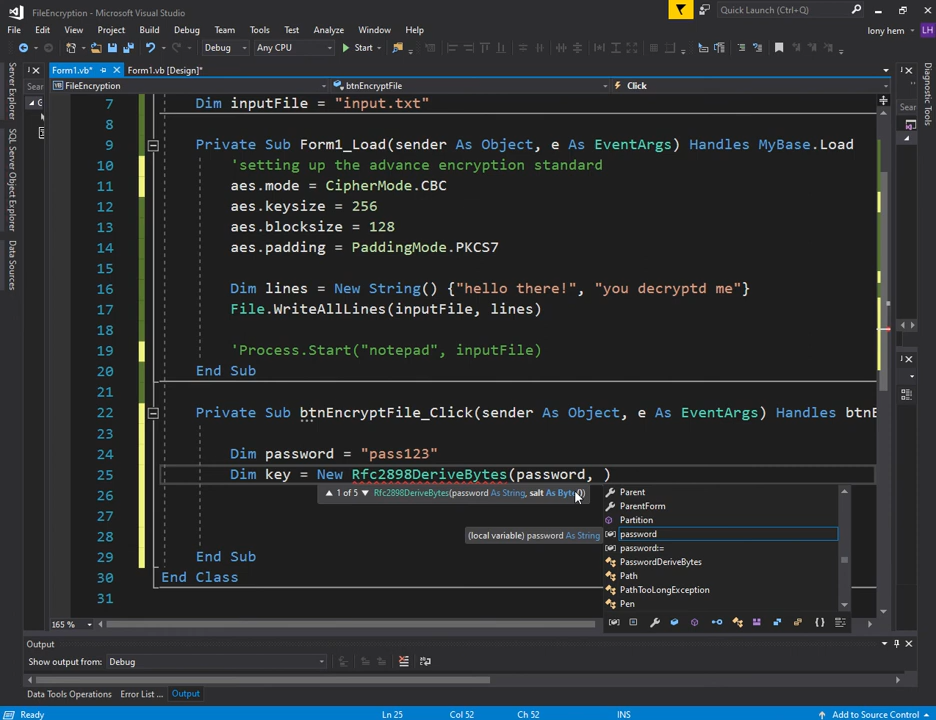 FileEncryption - Microsoft Visual Studio
Quick Launch (Ctrl+Q)
File Edit View Project Build Debug Team Tools Test Analyze Window Help
lony hem LH
Debug Any CPU Start
Form1.vb* Form1.vb [Design]*
FileEncryption btnEncryptFile Click
Server Explorer
SQL Server Object Explorer
Data Sources
Diagnostic Tools
7 Dim inputFile = "input.txt"
8
9 Private Sub Form1_Load(sender As Object, e As EventArgs) Handles MyBase.Load
10 'setting up the advance encryption standard
11 aes.mode = CipherMode.CBC
12 aes.keysize = 256
13 aes.blocksize = 128
14 aes.padding = PaddingMode.PKCS7
15
16 Dim lines = New String() {"hello there!", "you decryptd me"}
17 File.WriteAllLines(inputFile, lines)
18
19 'Process.Start("notepad", inputFile)
20 End Sub
21
22 Private Sub btnEncryptFile_Click(sender As Object, e As EventArgs) Handles btnE
23
24 Dim password = "pass123"
25 Dim key = New Rfc2898DeriveBytes(password, )
26 ▲ 1 of 5 ▼ Rfc2898DeriveBytes(password As String, salt As Byte())
Parent
ParentForm
Partition
(local variable) password As String
password
password:=
PasswordDeriveBytes
Path
PathTooLongException
Pen
28
29 End Sub
30 End Class
31
165 %
Output
Show output from: Debug
Data Tools Operations Error List ... Output
Ready Ln 25 Col 52 Ch 52 INS Add to Source Control